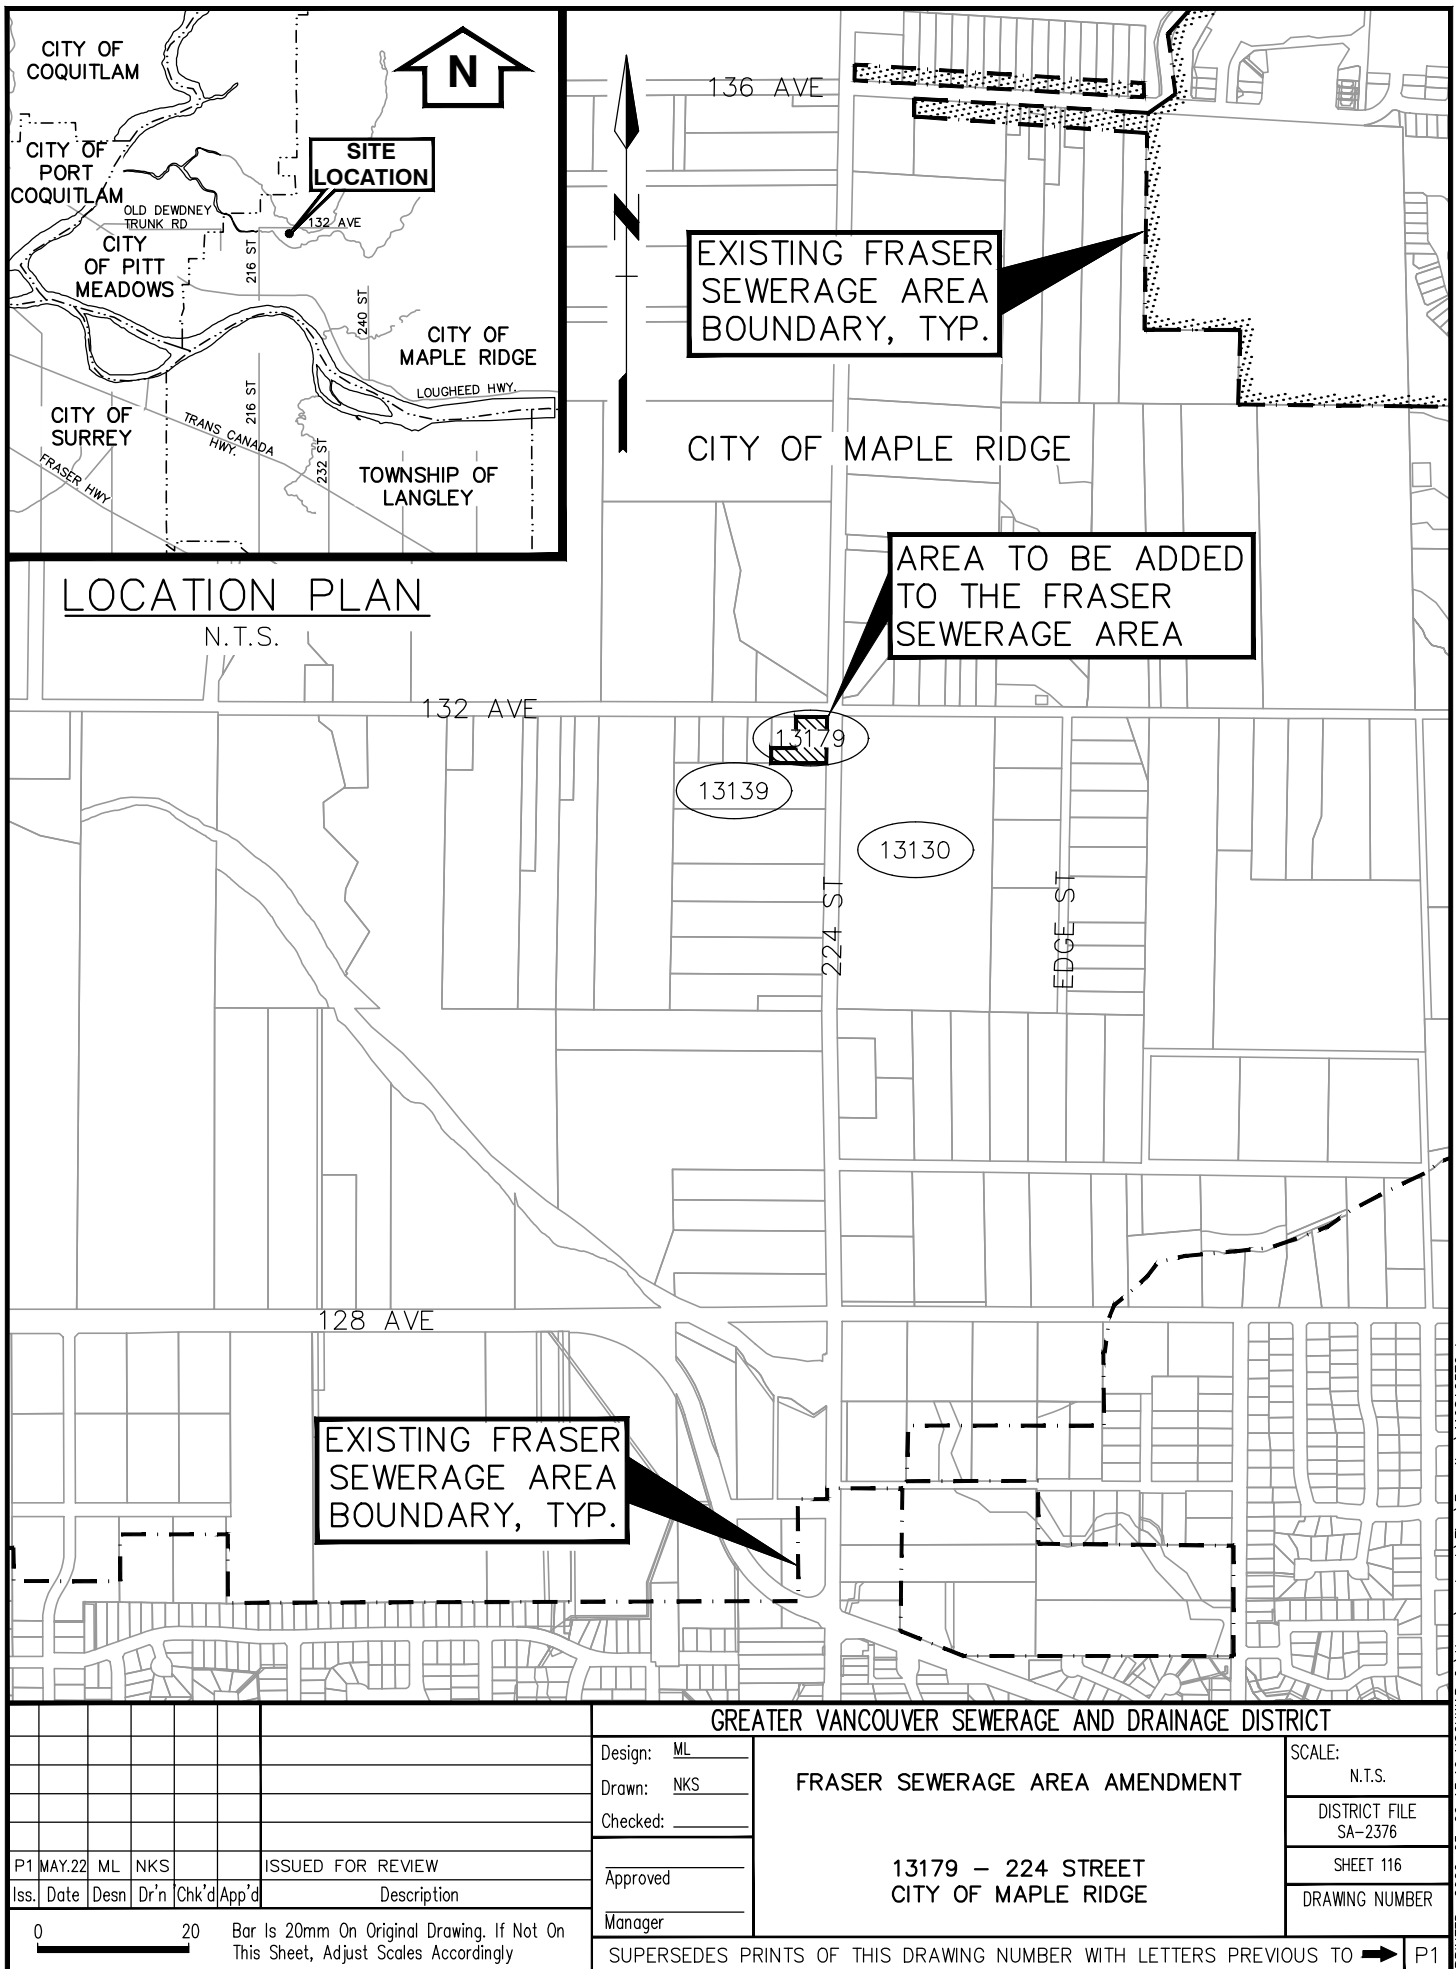 CITY OF
COQUITLAM
N
CITY OF
PORT
COQUITLAM
SITE
LOCATION
OLD DEWDNEY
TRUNK RD
132 AVE
CITY
OF PITT
MEADOWS
216 ST
240 ST
CITY OF
MAPLE RIDGE
LOUGHEED HWY.
216 ST
CITY OF
SURREY
TRANS CANADA
HWY.
232 ST
FRASER HWY
TOWNSHIP OF
LANGLEY
LOCATION PLAN
N.T.S.
136 AVE
N
EXISTING FRASER
SEWERAGE AREA
BOUNDARY, TYP.
CITY OF MAPLE RIDGE
AREA TO BE ADDED
TO THE FRASER
SEWERAGE AREA
132 AVE
13179
13139
13130
224 ST
EDGE ST
128 AVE
EXISTING FRASER
SEWERAGE AREA
BOUNDARY, TYP.
P1 MAY.22 ML NKS ISSUED FOR REVIEW
Iss. Date Desn Dr'n Chk'd App'd Description
0 20
Bar Is 20mm On Original Drawing. If Not On
This Sheet, Adjust Scales Accordingly
GREATER VANCOUVER SEWERAGE AND DRAINAGE DISTRICT
Design: ML
Drawn: NKS
Checked:
Approved
Manager
FRASER SEWERAGE AREA AMENDMENT
13179 – 224 STREET
CITY OF MAPLE RIDGE
SCALE:
N.T.S.
DISTRICT FILE
SA-2376
SHEET 116
DRAWING NUMBER
SUPERSEDES PRINTS OF THIS DRAWING NUMBER WITH LETTERS PREVIOUS TO P1